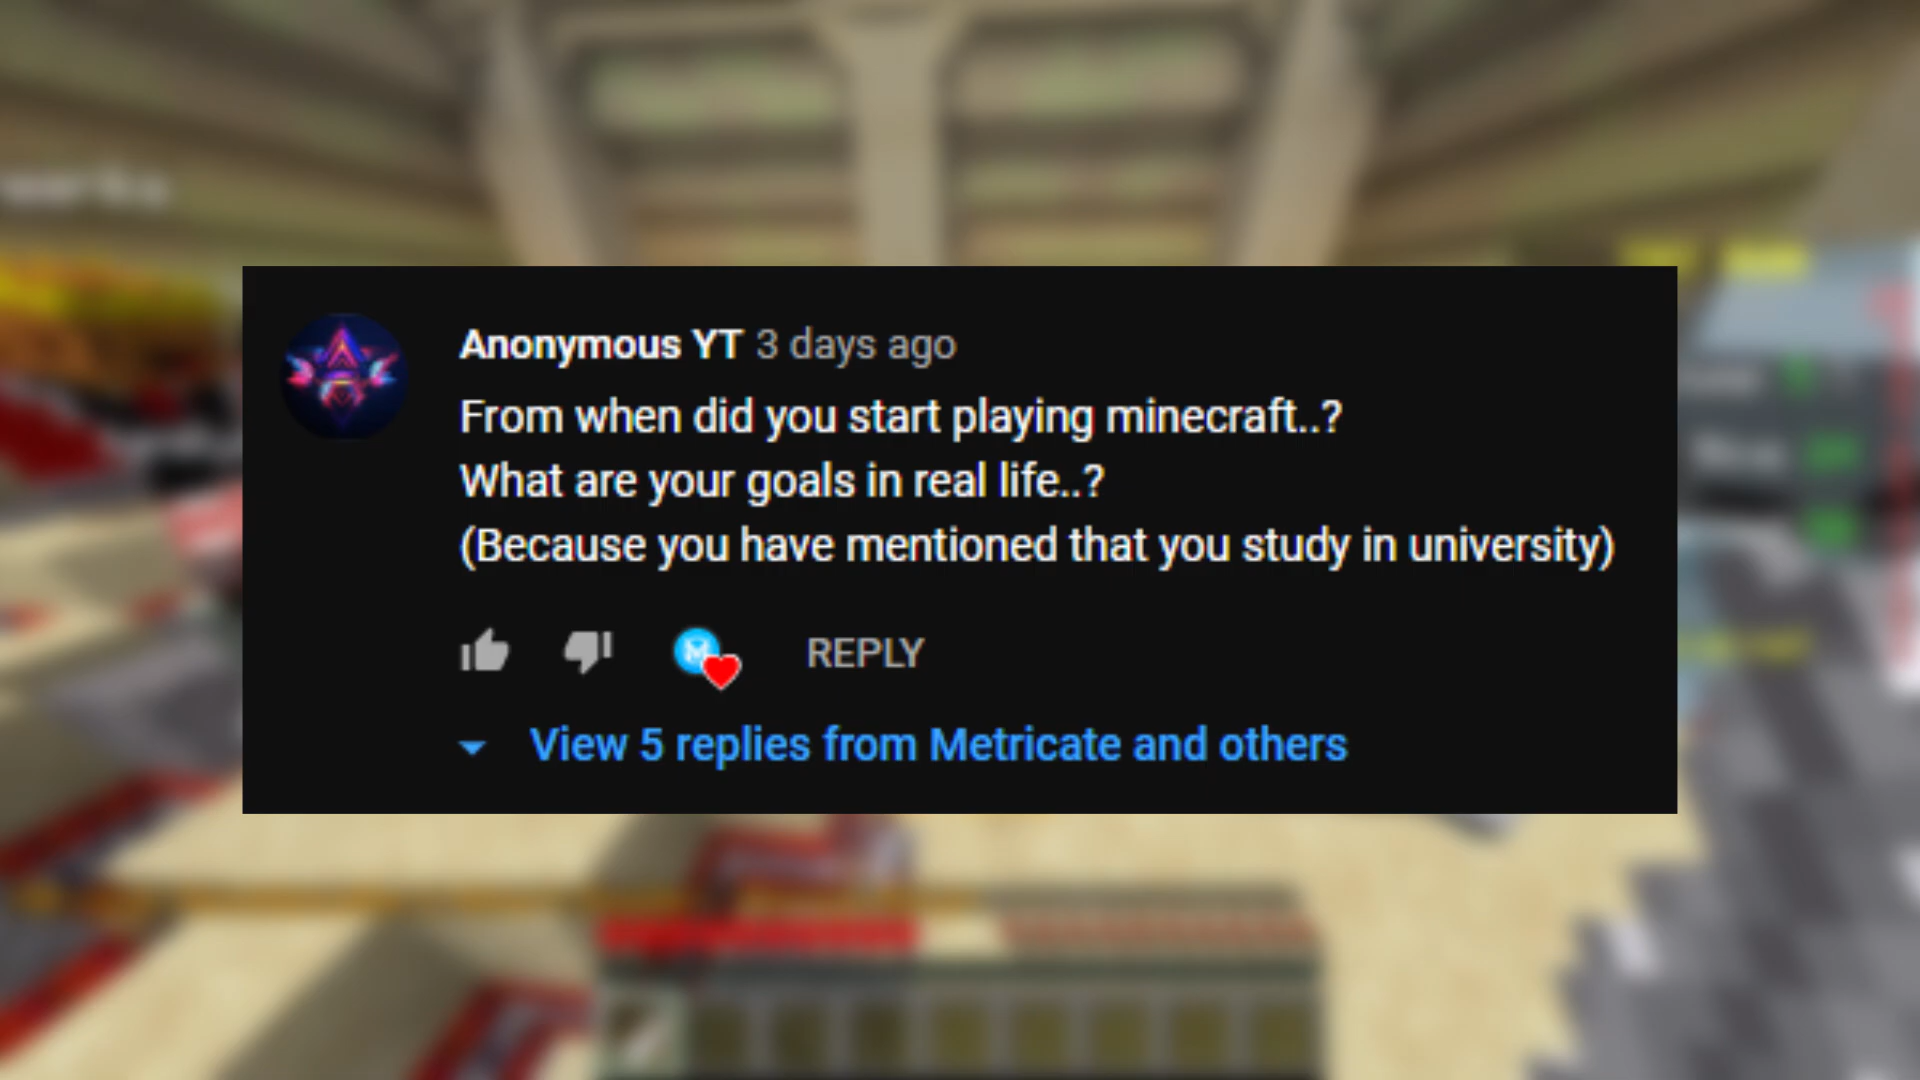 Anonymous YT 3 days ago
From when did you start playing minecraft..?
What are your goals in real life..?
(Because you have mentioned that you study in university)
REPLY
View 5 replies from Metricate and others